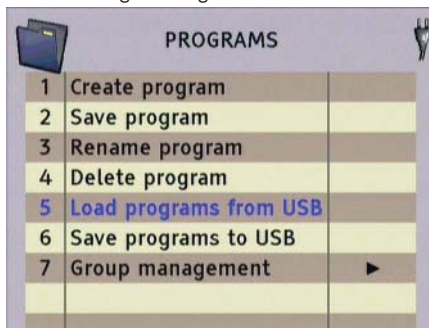 PROGRAMS
1 Create program
2 Save program
3 Rename program
4 Delete program
5 Load programs from USB
6 Save programs to USB
7 Group management